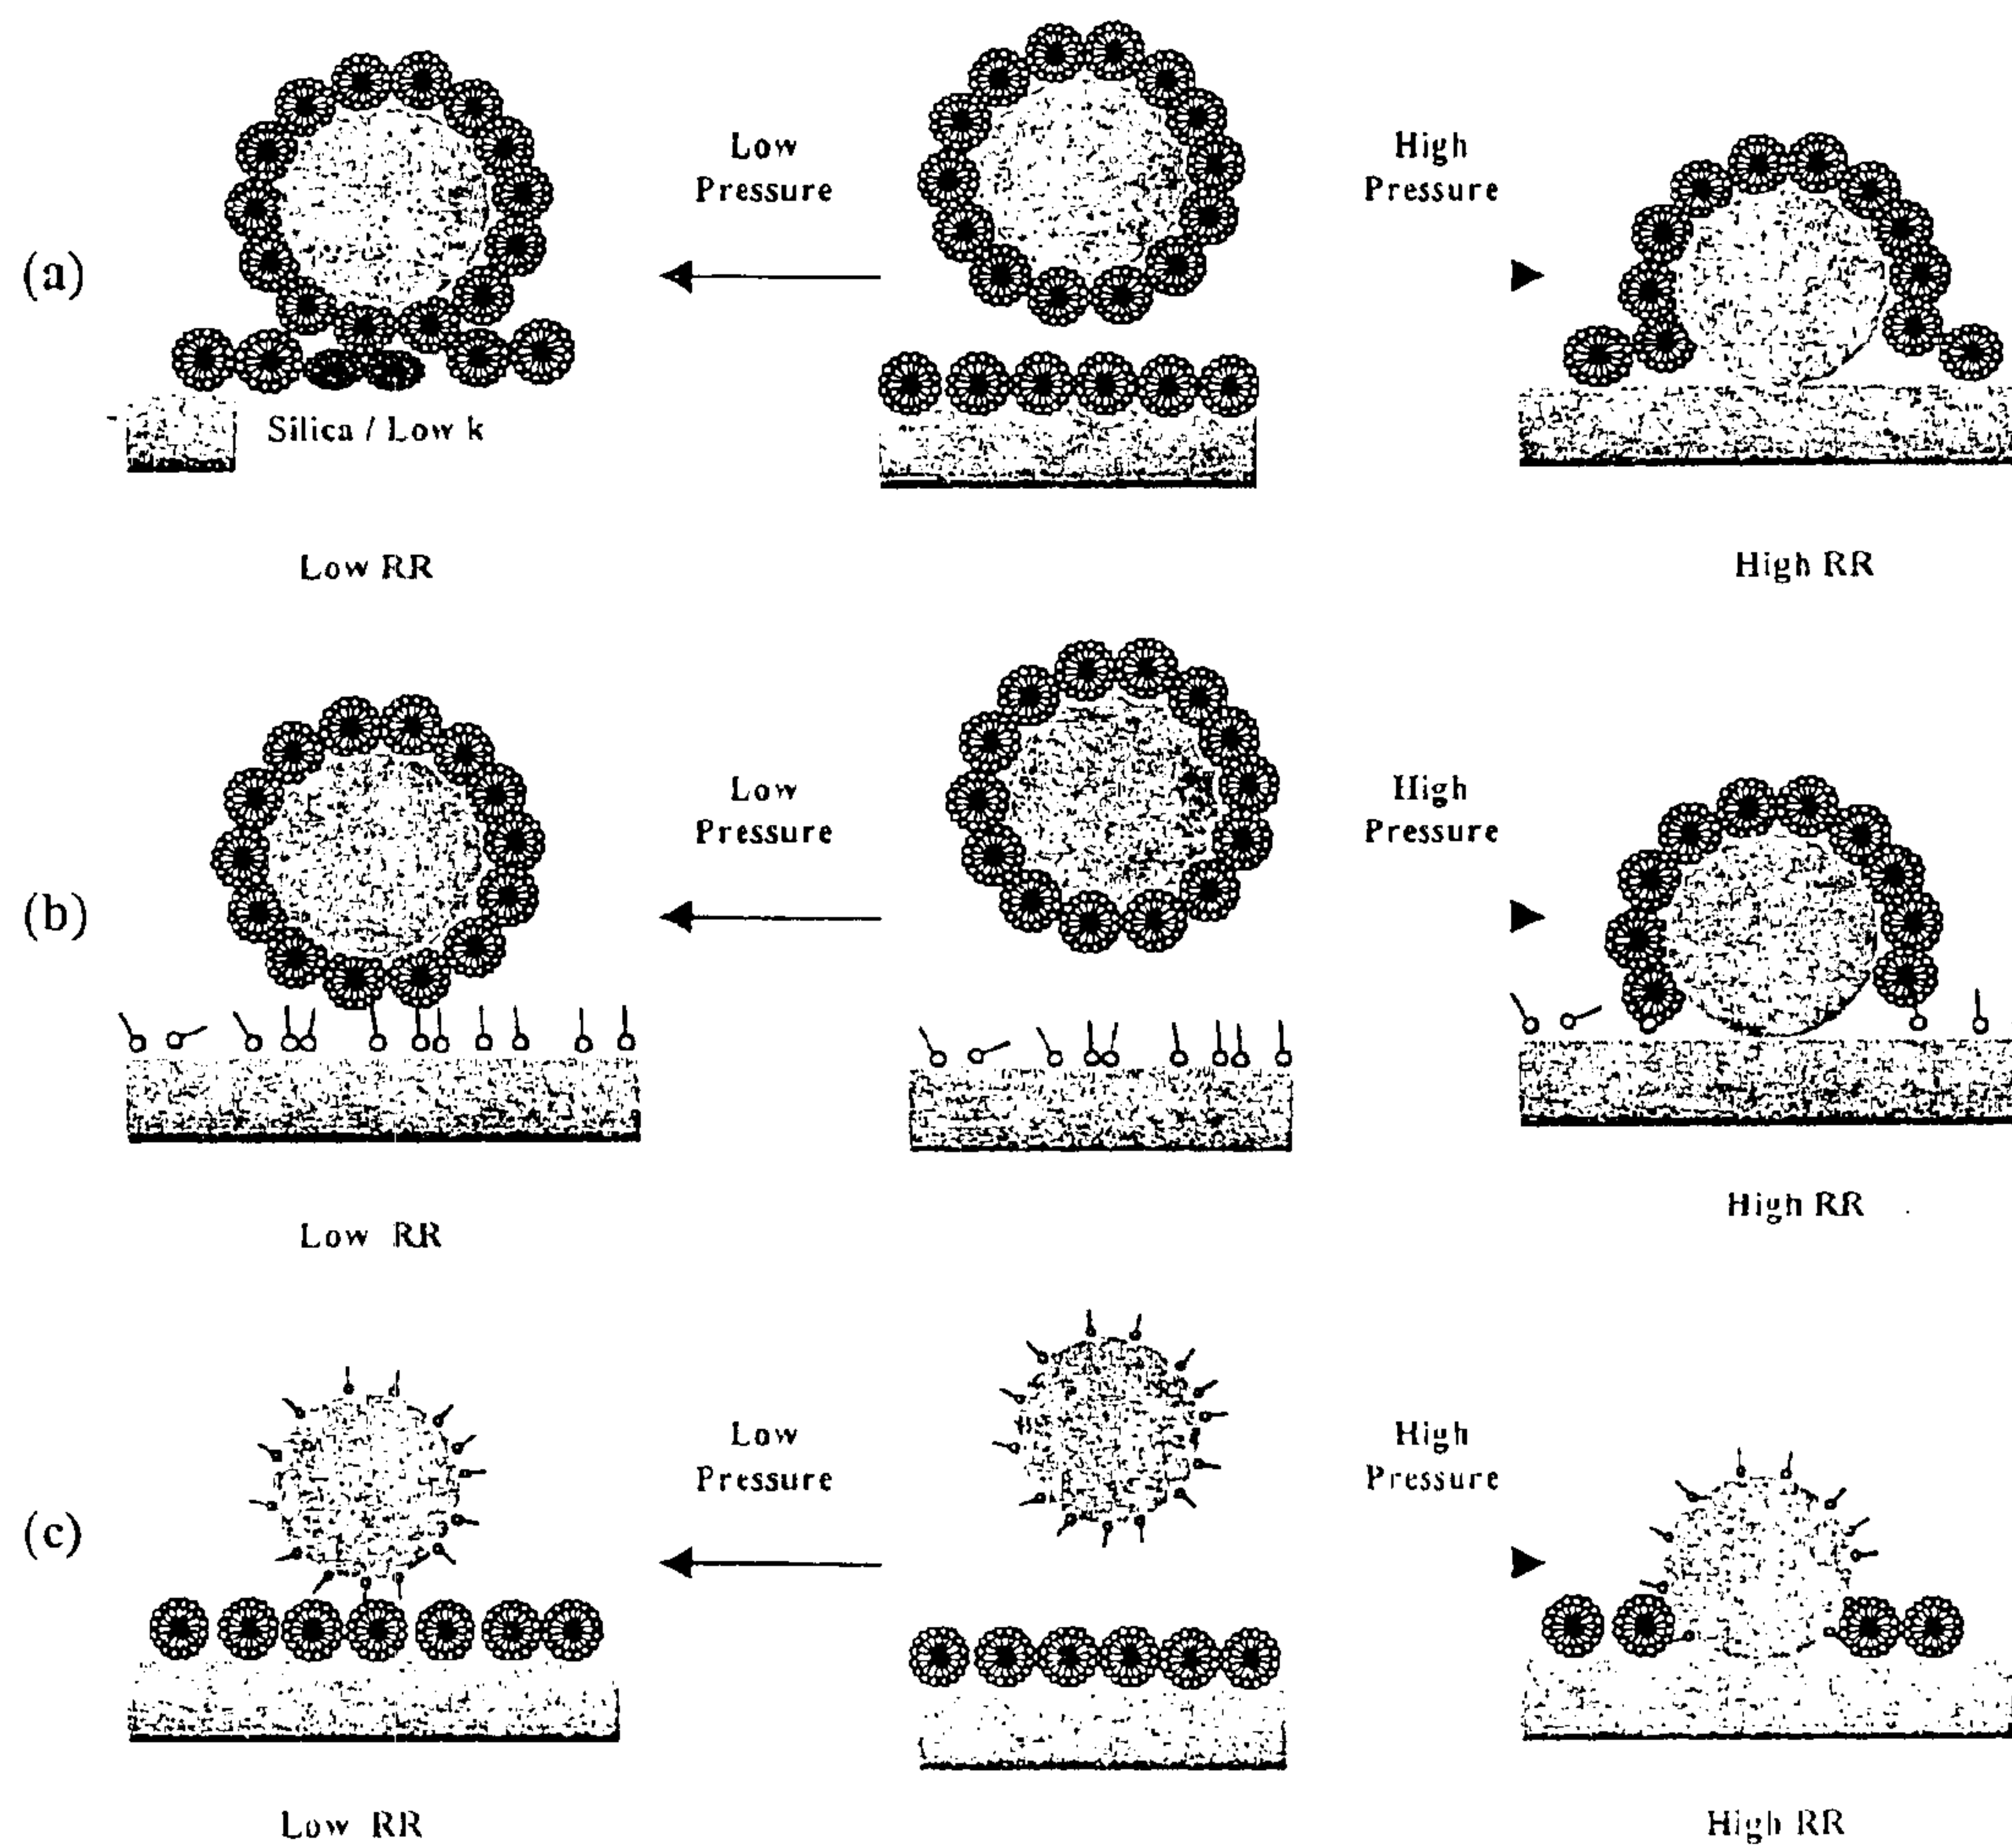 (a)
Low
Pressure
High
Pressure
Silica / Low k
Low RR
High RR
(b)
Low
Pressure
High
Pressure
Low RR
High RR
(c)
Low
Pressure
High
Pressure
Low RR
High RR